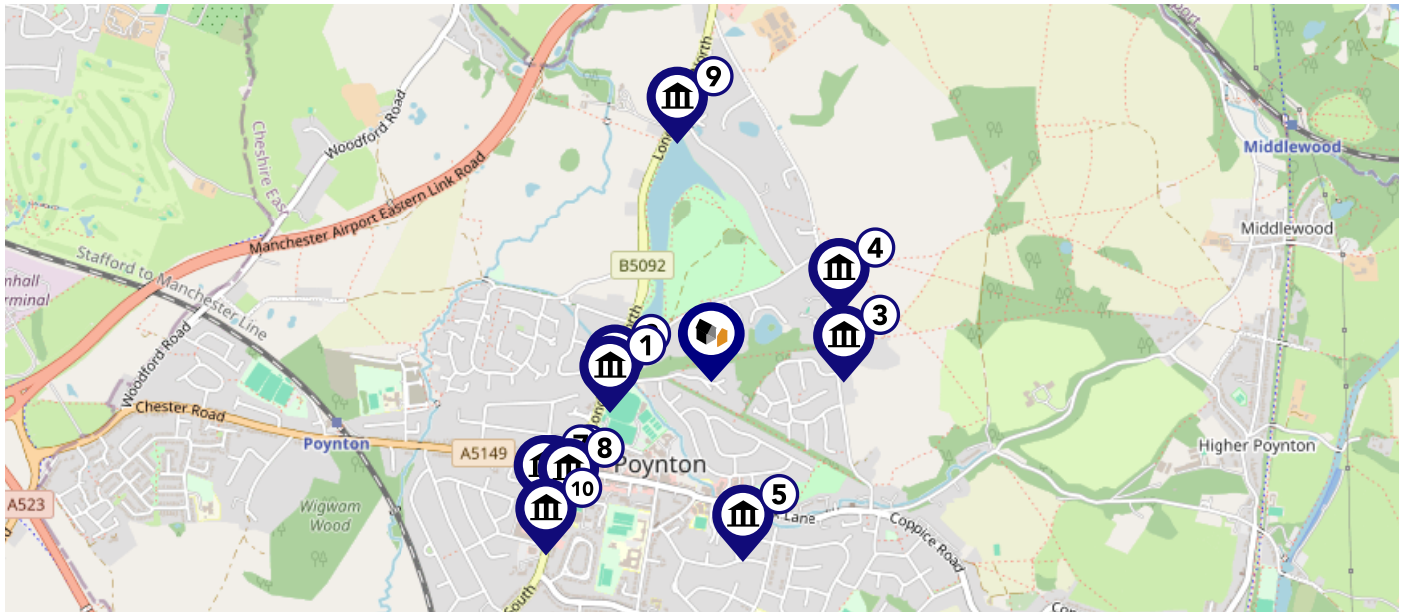 9
Woodford Road
Cheshire East
Middlewood
Manchester Airport Eastern Link Road
Middlewood
4
Stafford to Manchester Line
B5092
3
1
Woodford Road
Chester Road
Poynton
A5149
7
8
Poynton
Higher Poynton
10
5
A523
Wigwam
Wood
Lane
Coppice Road
South